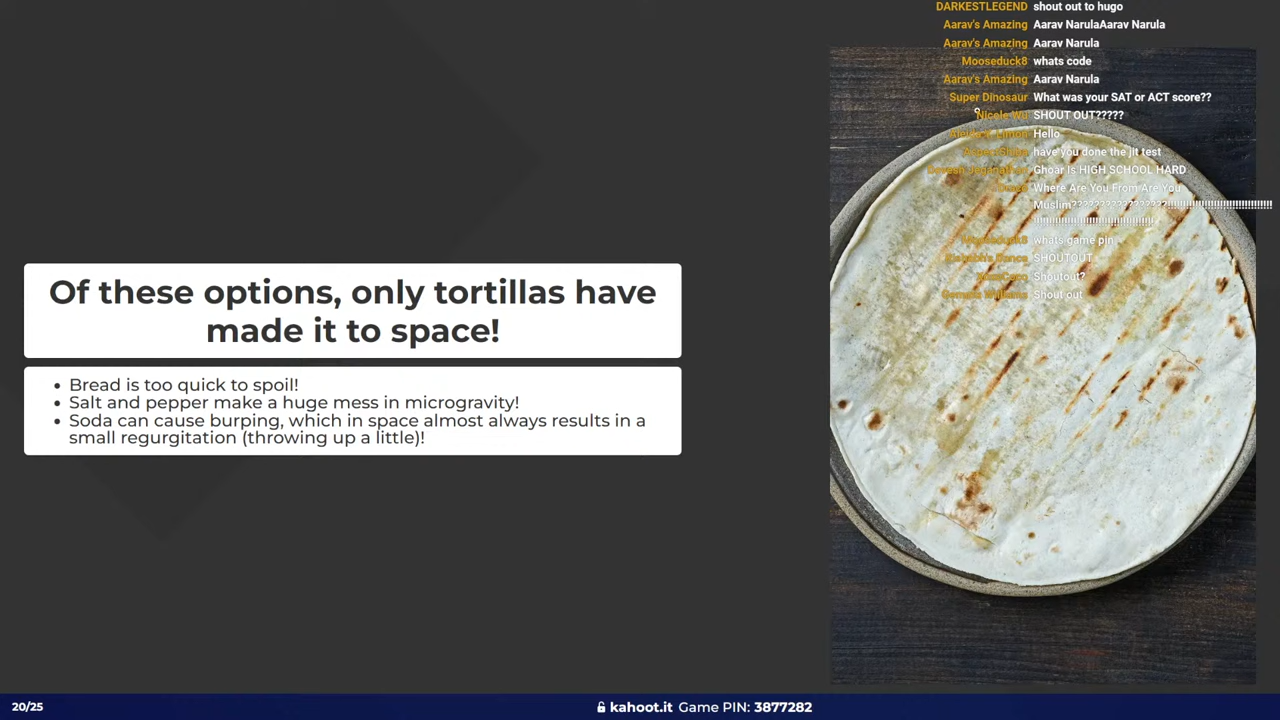 DARKESTLEGEND shout out to hugo
Aarav's Amazing Aarav NarulaAarav Narula
Aarav's Amazing Aarav Narula
Mooseduck8 whats code
Aarav's Amazing Aarav Narula
Super Dinosaur What was your SAT or ACT score??
Nicole Wu SHOUT OUT?????
Hello
have you done the jlt test
Ghoar Is HIGH SCHOOL HARD
Where Are You From Are You
Mooseduck8 whats game pin
SHOUTOUT
Shoutout?
Shout out
Of these options, only tortillas have
made it to space!
• Bread is too quick to spoil!
• Salt and pepper make a huge mess in microgravity!
• Soda can cause burping, which in space almost always results in a
small regurgitation (throwing up a little)!
20/25
kahoot.it Game PIN: 3877282